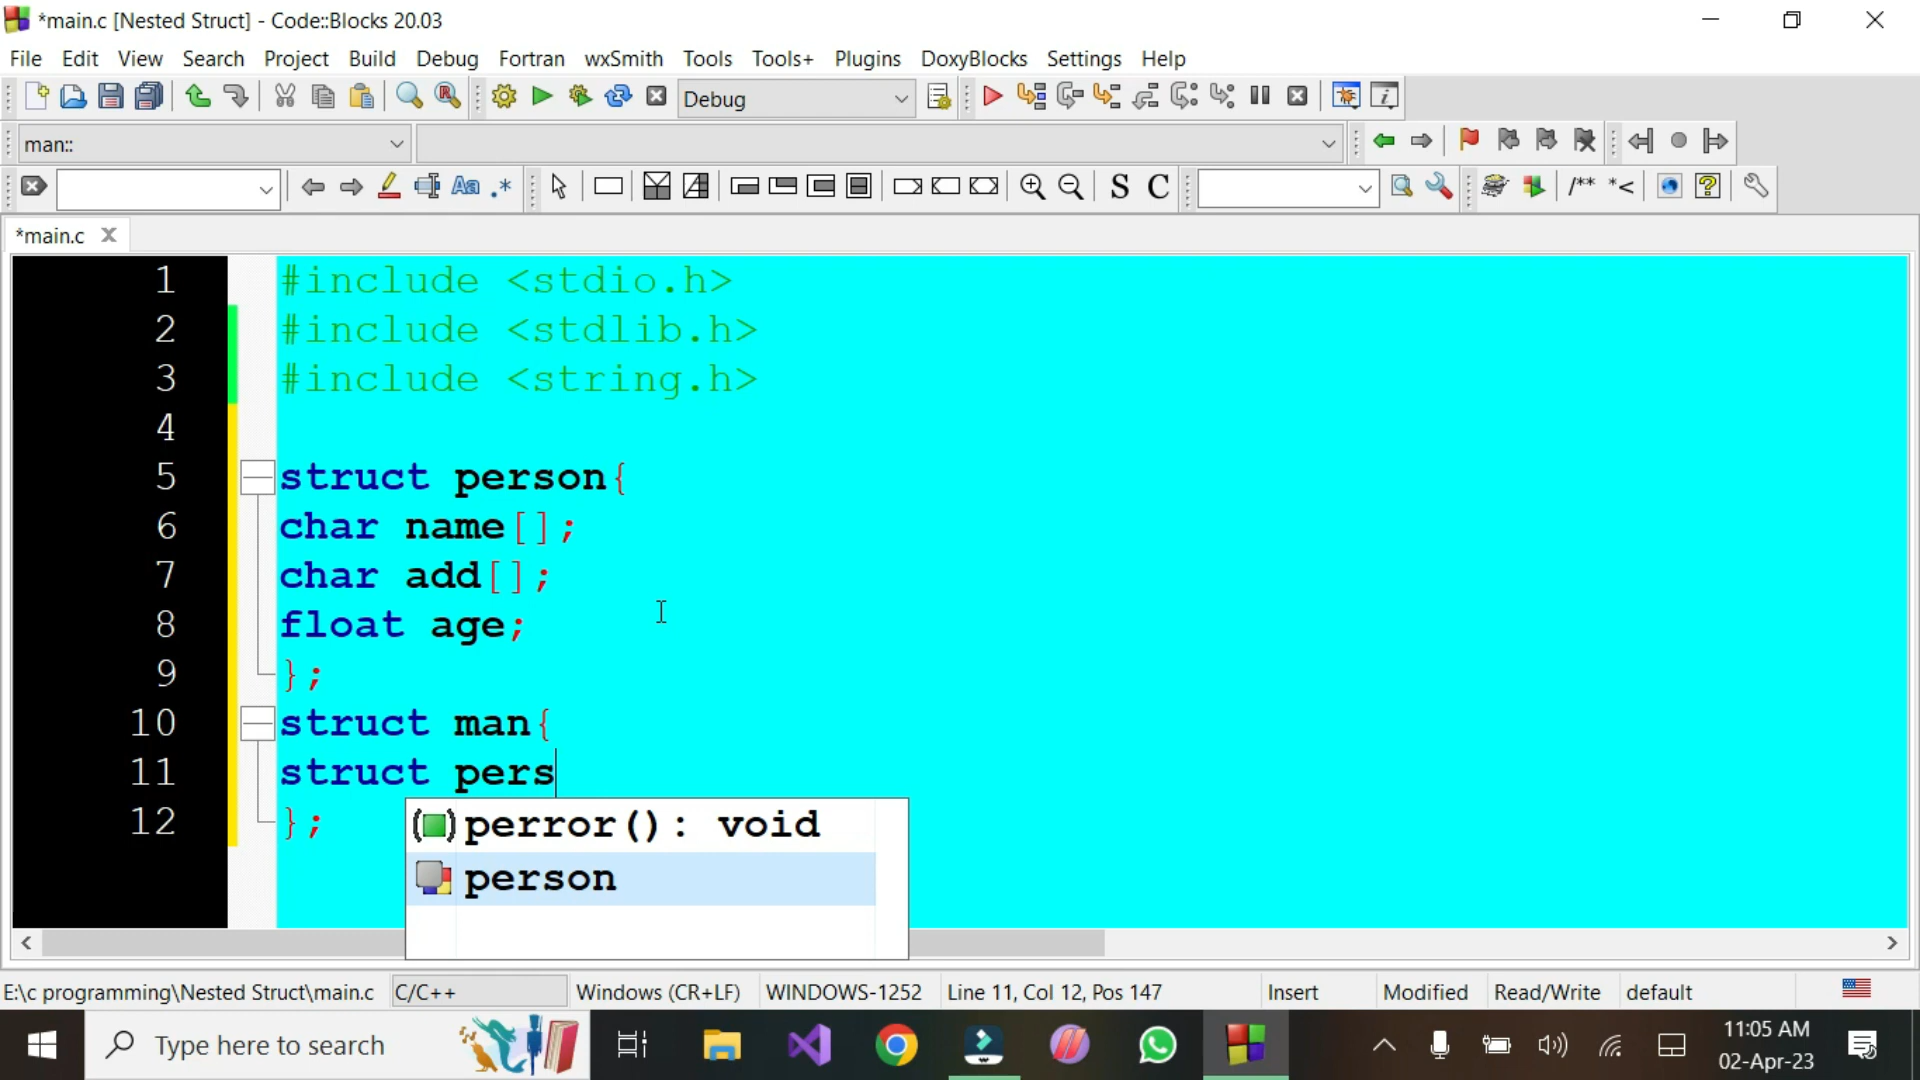 *main.c [Nested Struct] - Code::Blocks 20.03
File Edit View Search Project Build Debug Fortran wxSmith Tools Tools+ Plugins DoxyBlocks Settings Help
Debug
man::
Aa .* S C /** *<
*main.c
1 #include <stdio.h>
2 #include <stdlib.h>
3 #include <string.h>
4
5 struct person{
6 char name[];
7 char add[];
8 float age;
9 };
10 struct man{
11 struct pers
12 };
perror(): void
person
E:\c programming\Nested Struct\main.c C/C++ Windows (CR+LF) WINDOWS-1252 Line 11, Col 12, Pos 147 Insert Modified Read/Write default
Type here to search
11:05 AM
02-Apr-23